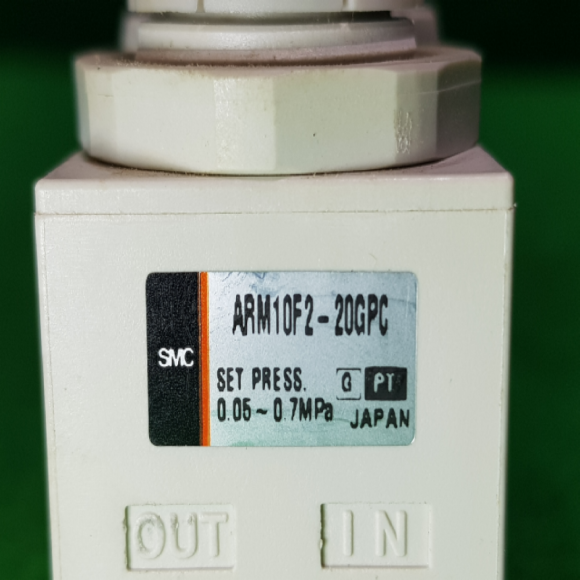 ARM10F2-20GPC
SMC
SET PRESS. G PT
0.05~0.7MPa JAPAN
OUT IN